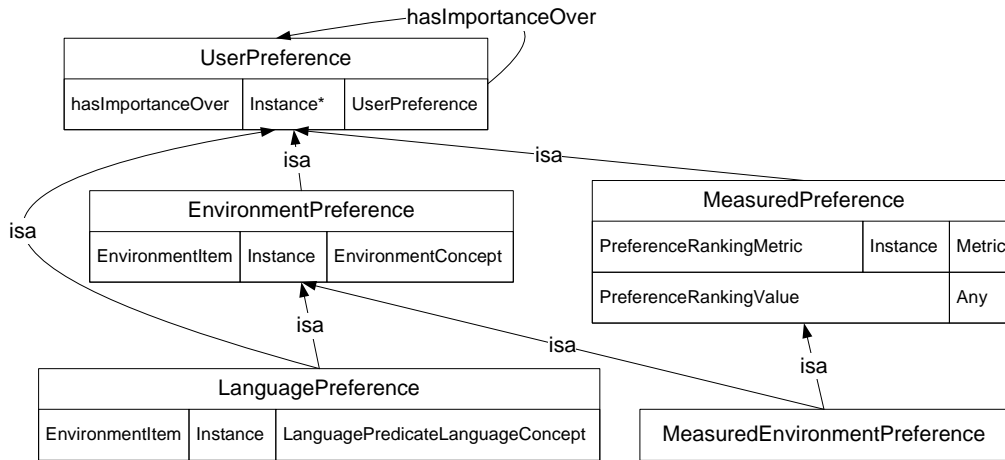 hasImportanceOver
UserPreference
hasImportanceOver Instance* UserPreference
isa
isa
EnvironmentPreference
EnvironmentItem Instance EnvironmentConcept
MeasuredPreference
PreferenceRankingMetric Instance Metric
PreferenceRankingValue Any
isa
isa
isa
isa
LanguagePreference
EnvironmentItem Instance LanguagePredicateLanguageConcept
MeasuredEnvironmentPreference